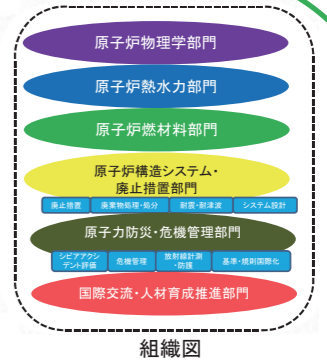 原子炉物理学部門
原子炉熱水力部門
原子炉燃材料部門
原子炉構造システム・
廃止措置部門
廃止措置 廃棄物処理・処分 耐震・耐津波 システム設計
原子力防災・危機管理部門
シビアアクシ
デント評価 危機管理 放射線計測
・防護 基準・規則国際化
国際交流・人材育成推進部門
組織図